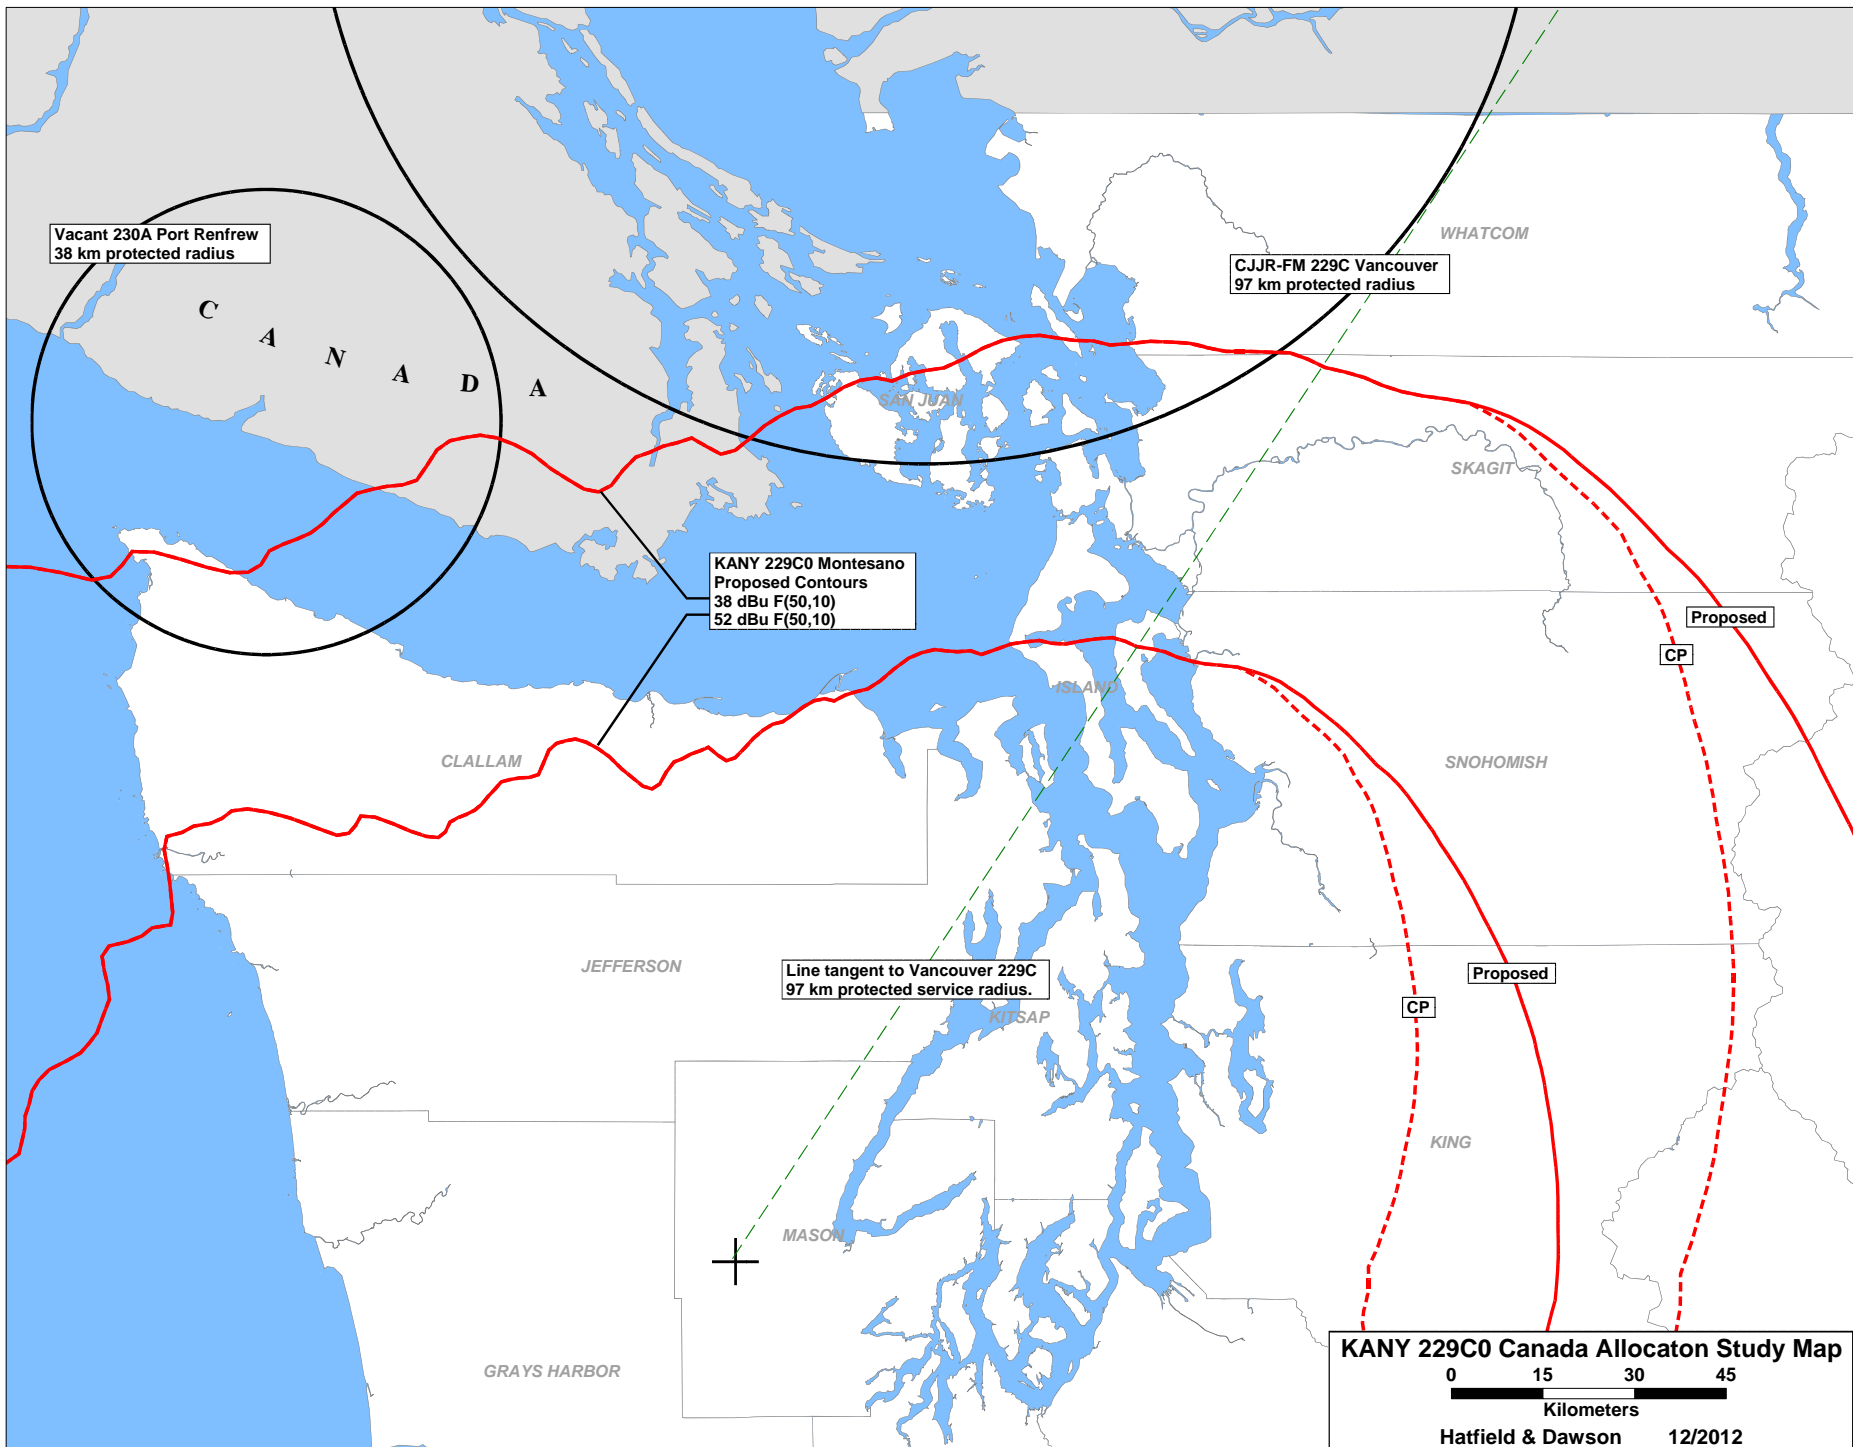 Vacant 230A Port Renfrew
38 km protected radius
WHATCOM
CJJR-FM 229C Vancouver
97 km protected radius
CANADA
SAN JUAN
SKAGIT
KANY 229C0 Montesano
Proposed Contours
38 dBu F(50,10)
52 dBu F(50,10)
Proposed
CP
ISLAND
CLALLAM
SNOHOMISH
JEFFERSON
Line tangent to Vancouver 229C
97 km protected service radius.
Proposed
CP
KITSAP
KING
MASON
GRAYS HARBOR
KANY 229C0 Canada Allocaton Study Map
0 15 30 45
Kilometers
Hatfield & Dawson 12/2012